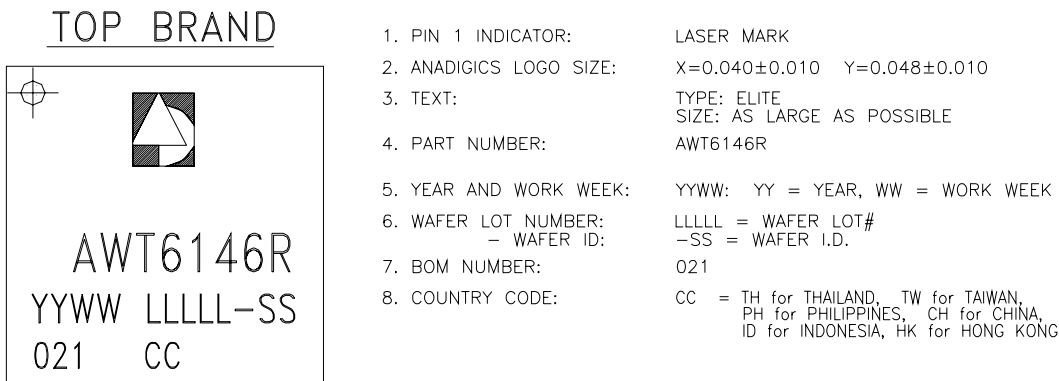 TOP BRAND
AWT6146R
YYWW LLLLL-SS
021 CC
1. PIN 1 INDICATOR: LASER MARK
2. ANADIGICS LOGO SIZE: X=0.040±0.010 Y=0.048±0.010
3. TEXT: TYPE: ELITE
SIZE: AS LARGE AS POSSIBLE
4. PART NUMBER: AWT6146R
5. YEAR AND WORK WEEK: YYWW: YY = YEAR, WW = WORK WEEK
6. WAFER LOT NUMBER: LLLLL = WAFER LOT#
- WAFER ID: -SS = WAFER I.D.
7. BOM NUMBER: 021
8. COUNTRY CODE: CC = TH for THAILAND, TW for TAIWAN,
PH for PHILIPPINES, CH for CHINA,
ID for INDONESIA, HK for HONG KONG